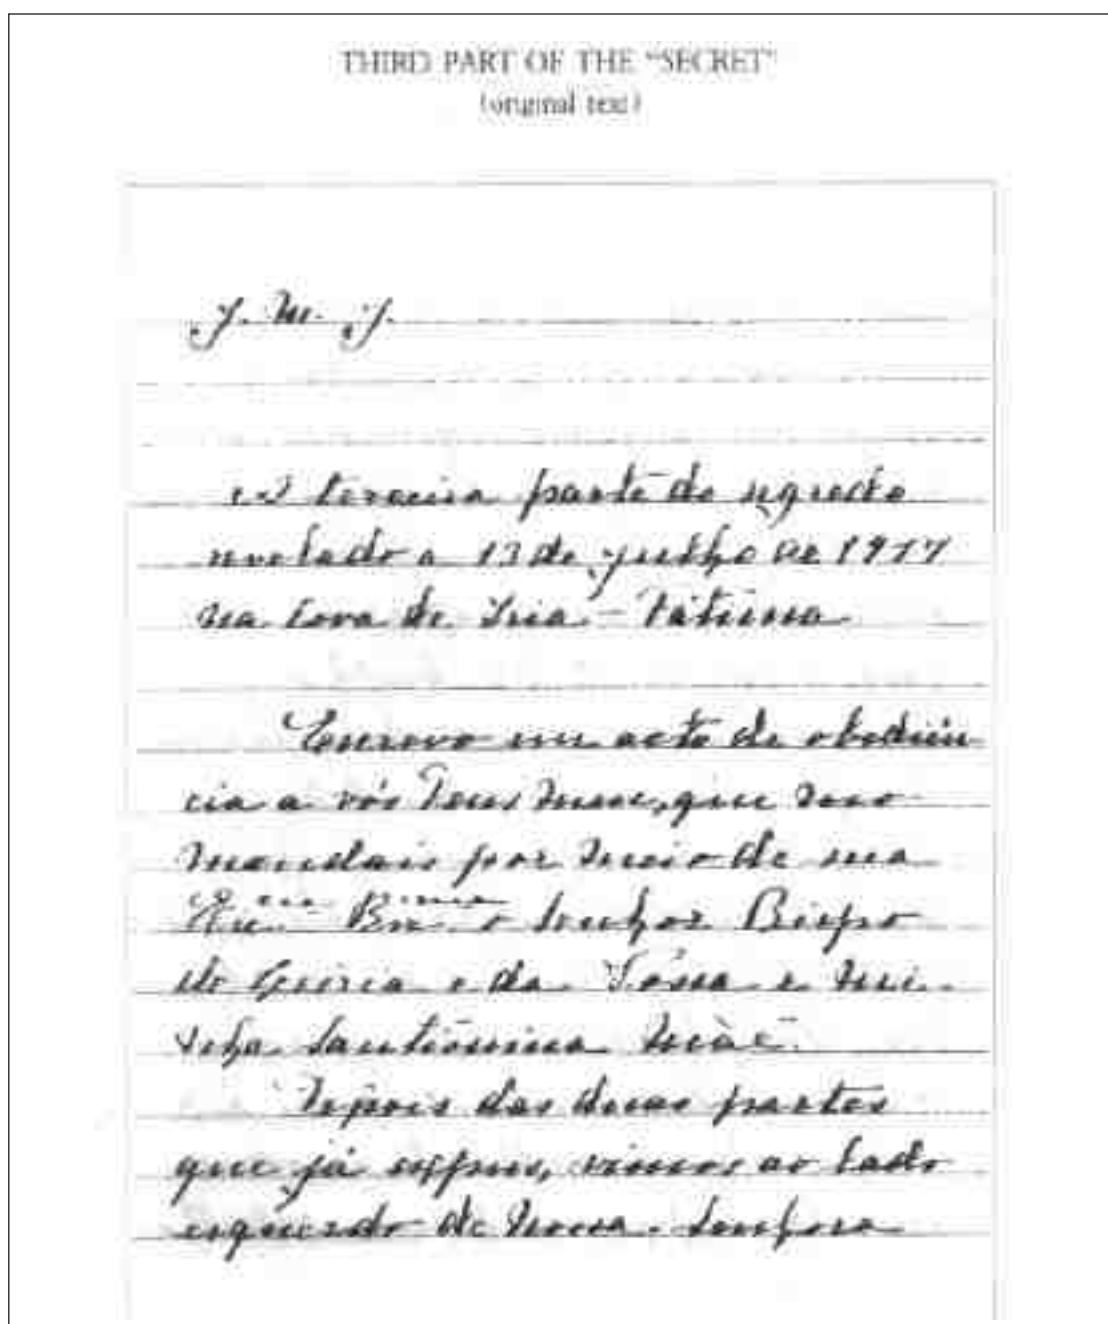 THIRD PART OF THE "SECRET"
(original text)
J. M. J.
A terceira parte do segredo
revelado a 13 de julho de 1917
na Cova da Iria - Fátima
Escrevo em acto de obediên
cia a vós Deus meu, que mo
mandais por meio de sua
Ex.cia Rev.ma o Senhor Bispo
de Leiria e da Vossa e mi
nha Santíssima Mãe.
Depois das duas partes
que já expus, vimos ao lado
esquerdo de Nossa Senhora